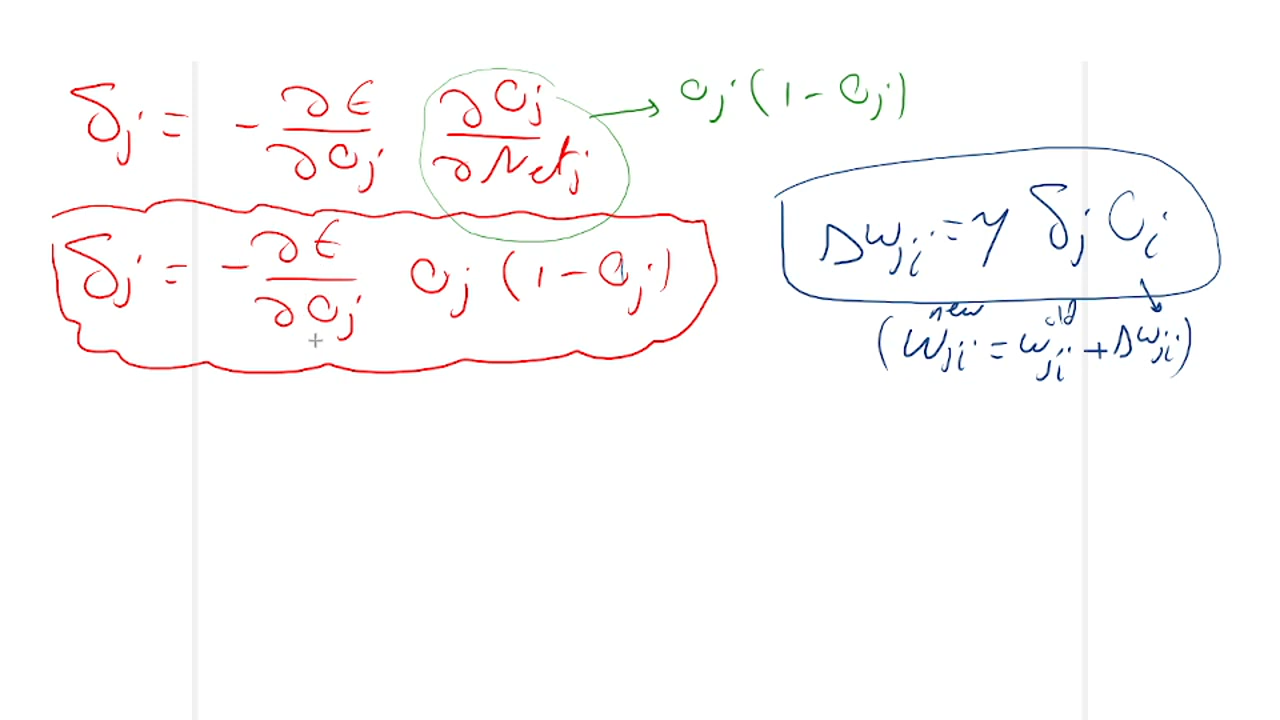 δj = - ∂E/∂Oj ∂Oj/∂Netj → Oj (1 - Oj)
δj = - ∂E/∂Oj Oj (1 - Oj)
Δwji = η δj Oi
(wji new = wji old + Δwji)